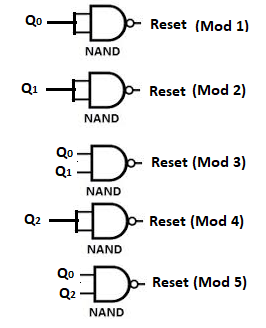 Q0 Reset (Mod 1)
NAND
Q1 Reset (Mod 2)
NAND
Q0
Reset (Mod 3)
Q1
NAND
Q2 Reset (Mod 4)
NAND
Q0
Reset (Mod 5)
Q2
NAND